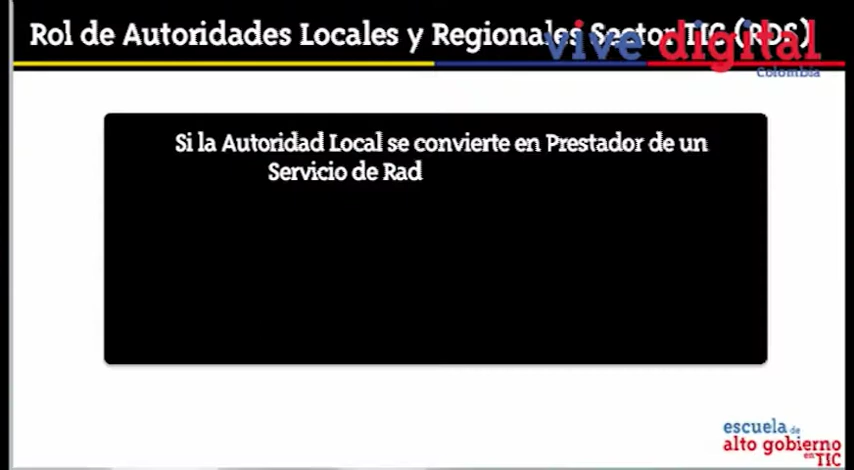 Rol de Autoridades Locales y Regionales Sector TIC (RDS)
vive digital
Colombia
Si la Autoridad Local se convierte en Prestador de un
Servicio de Rad
escuela de
alto gobierno
en TIC